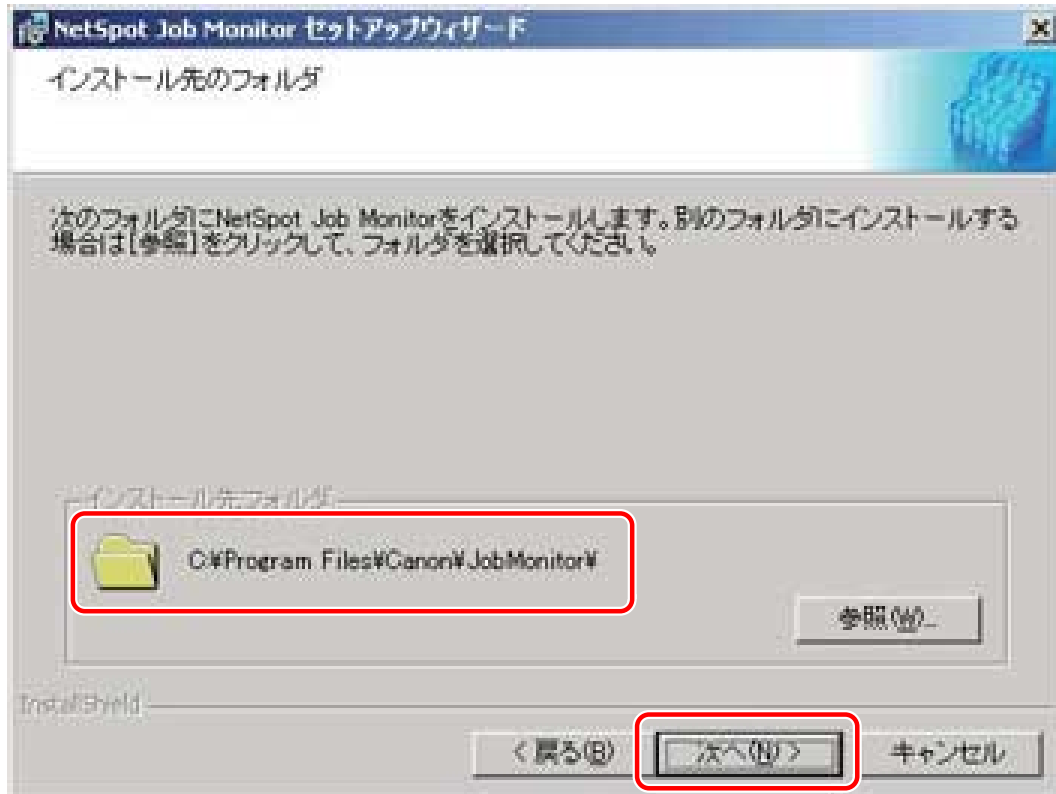 NetSpot Job Monitor セットアップウィザード
インストール先のフォルダ
次のフォルダにNetSpot Job Monitorをインストールします。別のフォルダにインストールする
場合は[参照]をクリックして、フォルダを選択してください。
インストール先フォルダ
C:¥Program Files¥Canon¥JobMonitor¥
参照(W)...
InstallShield
< 戻る(B)
次へ(N) >
キャンセル